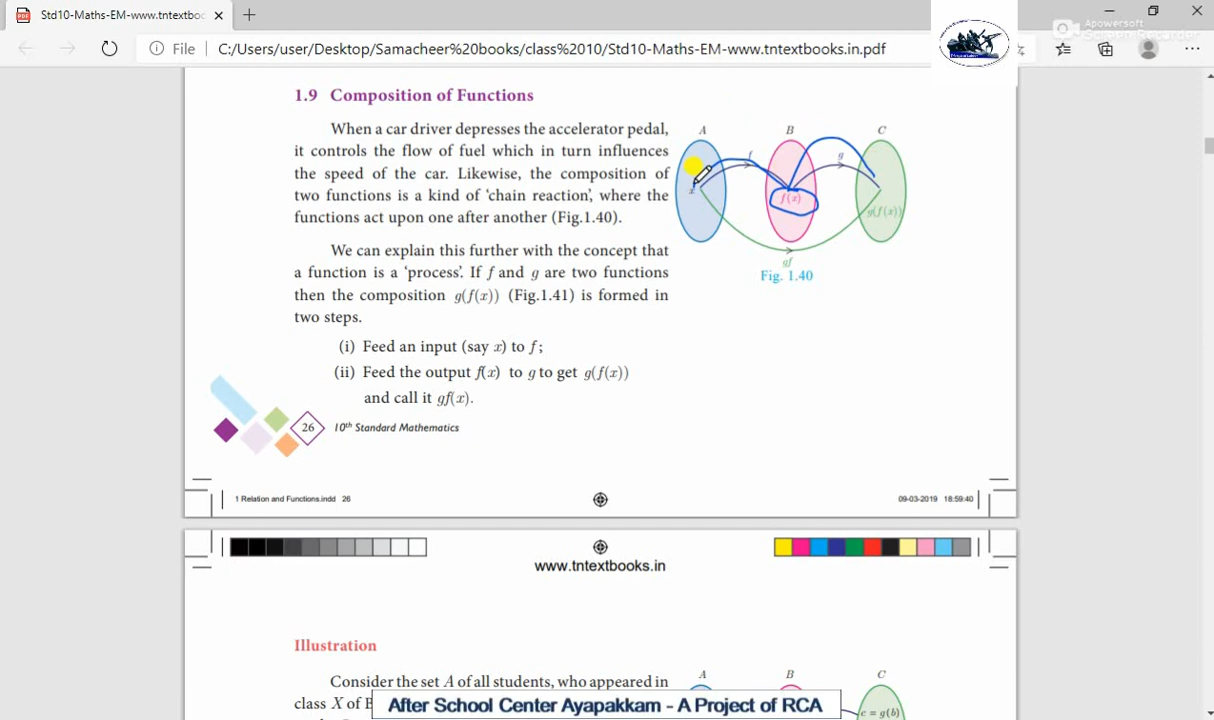 Std10-Maths-EM-www.tntextboo
File
C:/Users/user/Desktop/Samacheer%20books/class%2010/Std10-Maths-EM-www.tntextbooks.in.pdf
Apowersoft
Screen Recorder
1.9 Composition of Functions
When a car driver depresses the accelerator pedal,
it controls the flow of fuel which in turn influences
the speed of the car. Likewise, the composition of
two functions is a kind of ‘chain reaction’, where the
functions act upon one after another (Fig.1.40).
A B C
f g
x f(x) g(f(x))
gf
Fig. 1.40
We can explain this further with the concept that
a function is a ‘process’. If f and g are two functions
then the composition g(f(x)) (Fig.1.41) is formed in
two steps.
(i) Feed an input (say x) to f;
(ii) Feed the output f(x) to g to get g(f(x))
and call it gf(x).
26 10th Standard Mathematics
1 Relation and Functions.indd 26
09-03-2019 18:59:40
www.tntextbooks.in
Illustration
Consider the set A of all students, who appeared in
class X of B
A B C
c = g(b)
After School Center Ayapakkam - A Project of RCA